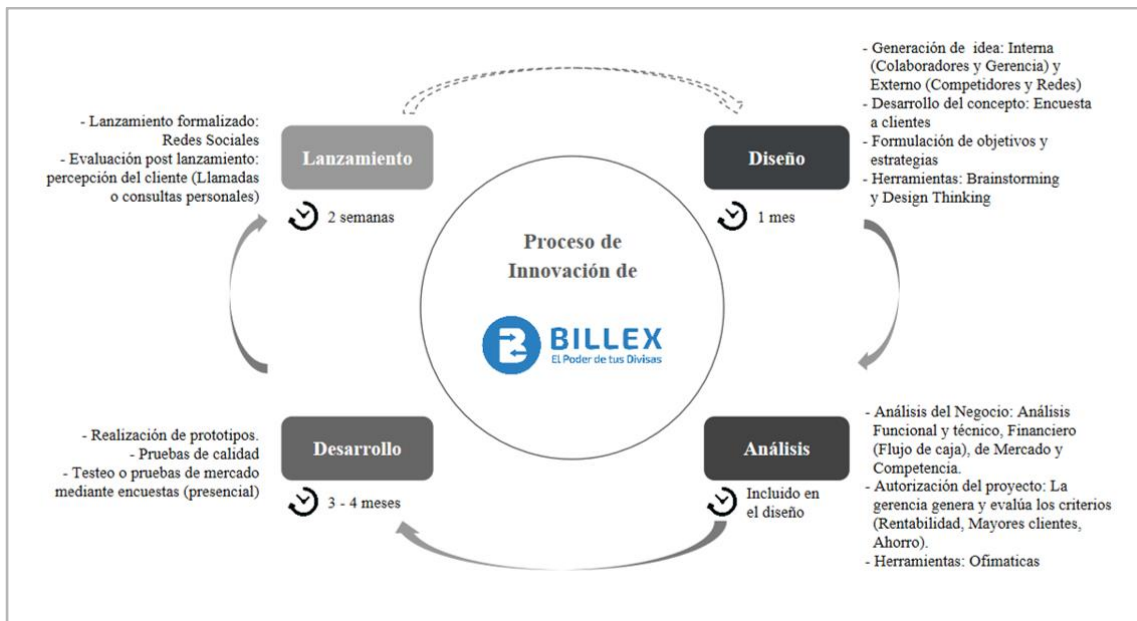 - Lanzamiento formalizado:
Redes Sociales
- Evaluación post lanzamiento:
percepción del cliente (Llamadas
o consultas personales)
Lanzamiento
2 semanas
Diseño
1 mes
- Generación de idea: Interna
(Colaboradores y Gerencia) y
Externo (Competidores y Redes)
- Desarrollo del concepto: Encuesta
a clientes
- Formulación de objetivos y
estrategias
- Herramientas: Brainstorming
y Design Thinking
Proceso de
Innovación de
BILLEX
El Poder de tus Divisas
- Realización de prototipos.
- Pruebas de calidad
- Testeo o pruebas de mercado
mediante encuestas (presencial)
Desarrollo
3 - 4 meses
Análisis
Incluido en
el diseño
- Análisis del Negocio: Análisis
Funcional y técnico, Financiero
(Flujo de caja), de Mercado y
Competencia.
- Autorización del proyecto: La
gerencia genera y evalúa los criterios
(Rentabilidad, Mayores clientes,
Ahorro).
- Herramientas: Ofimaticas